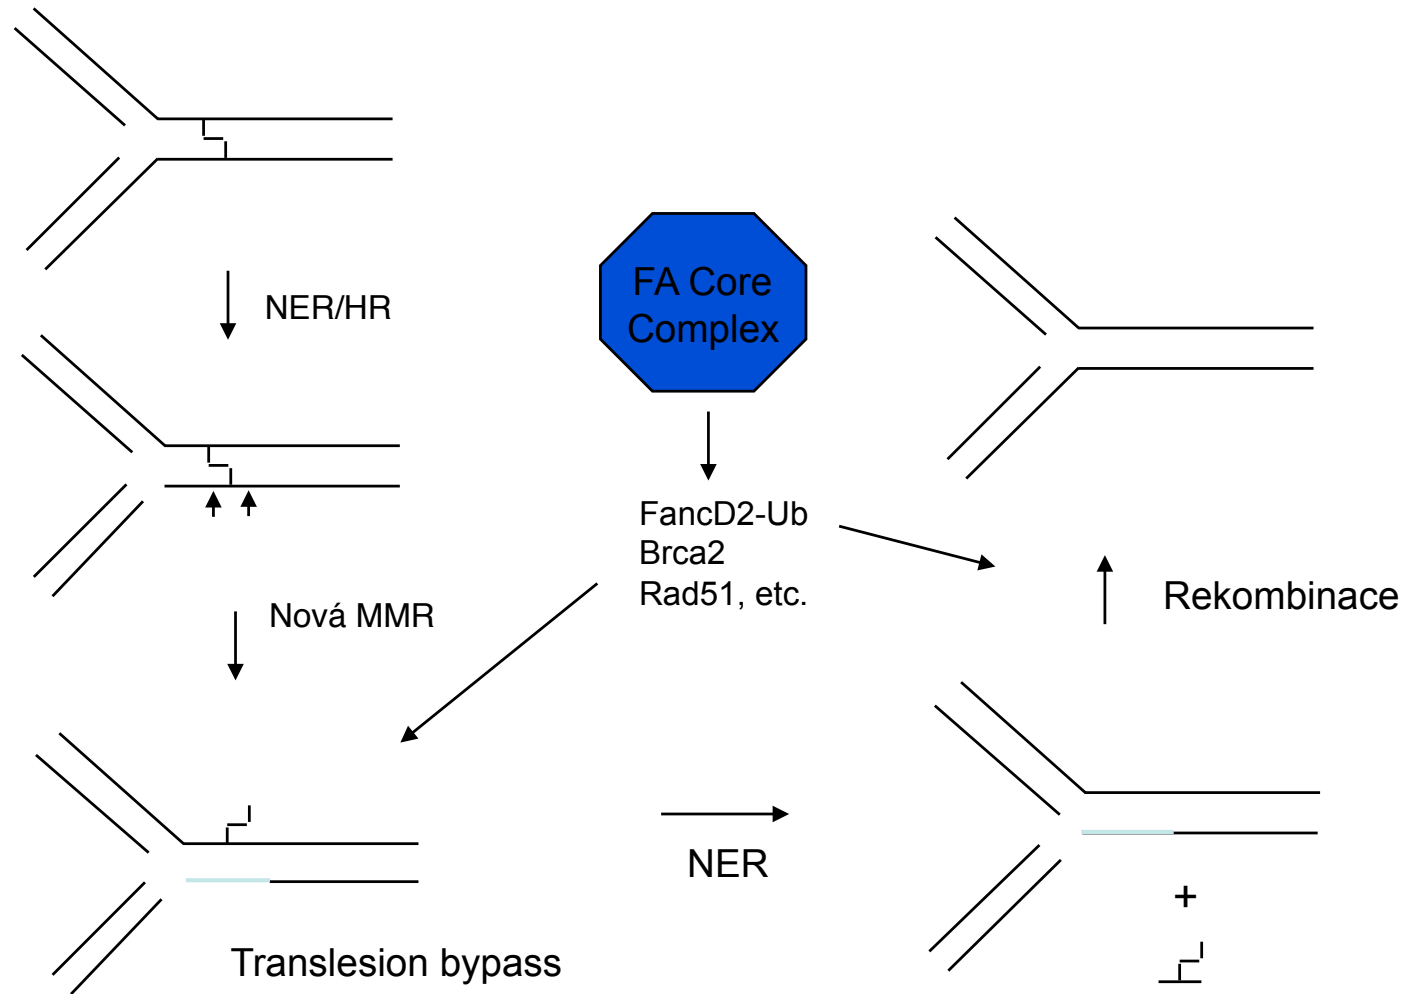 NER/HR
FA Core
Complex
FancD2-Ub
Brca2
Rad51, etc.
Nová MMR
Rekombinace
NER
+
Translesion bypass